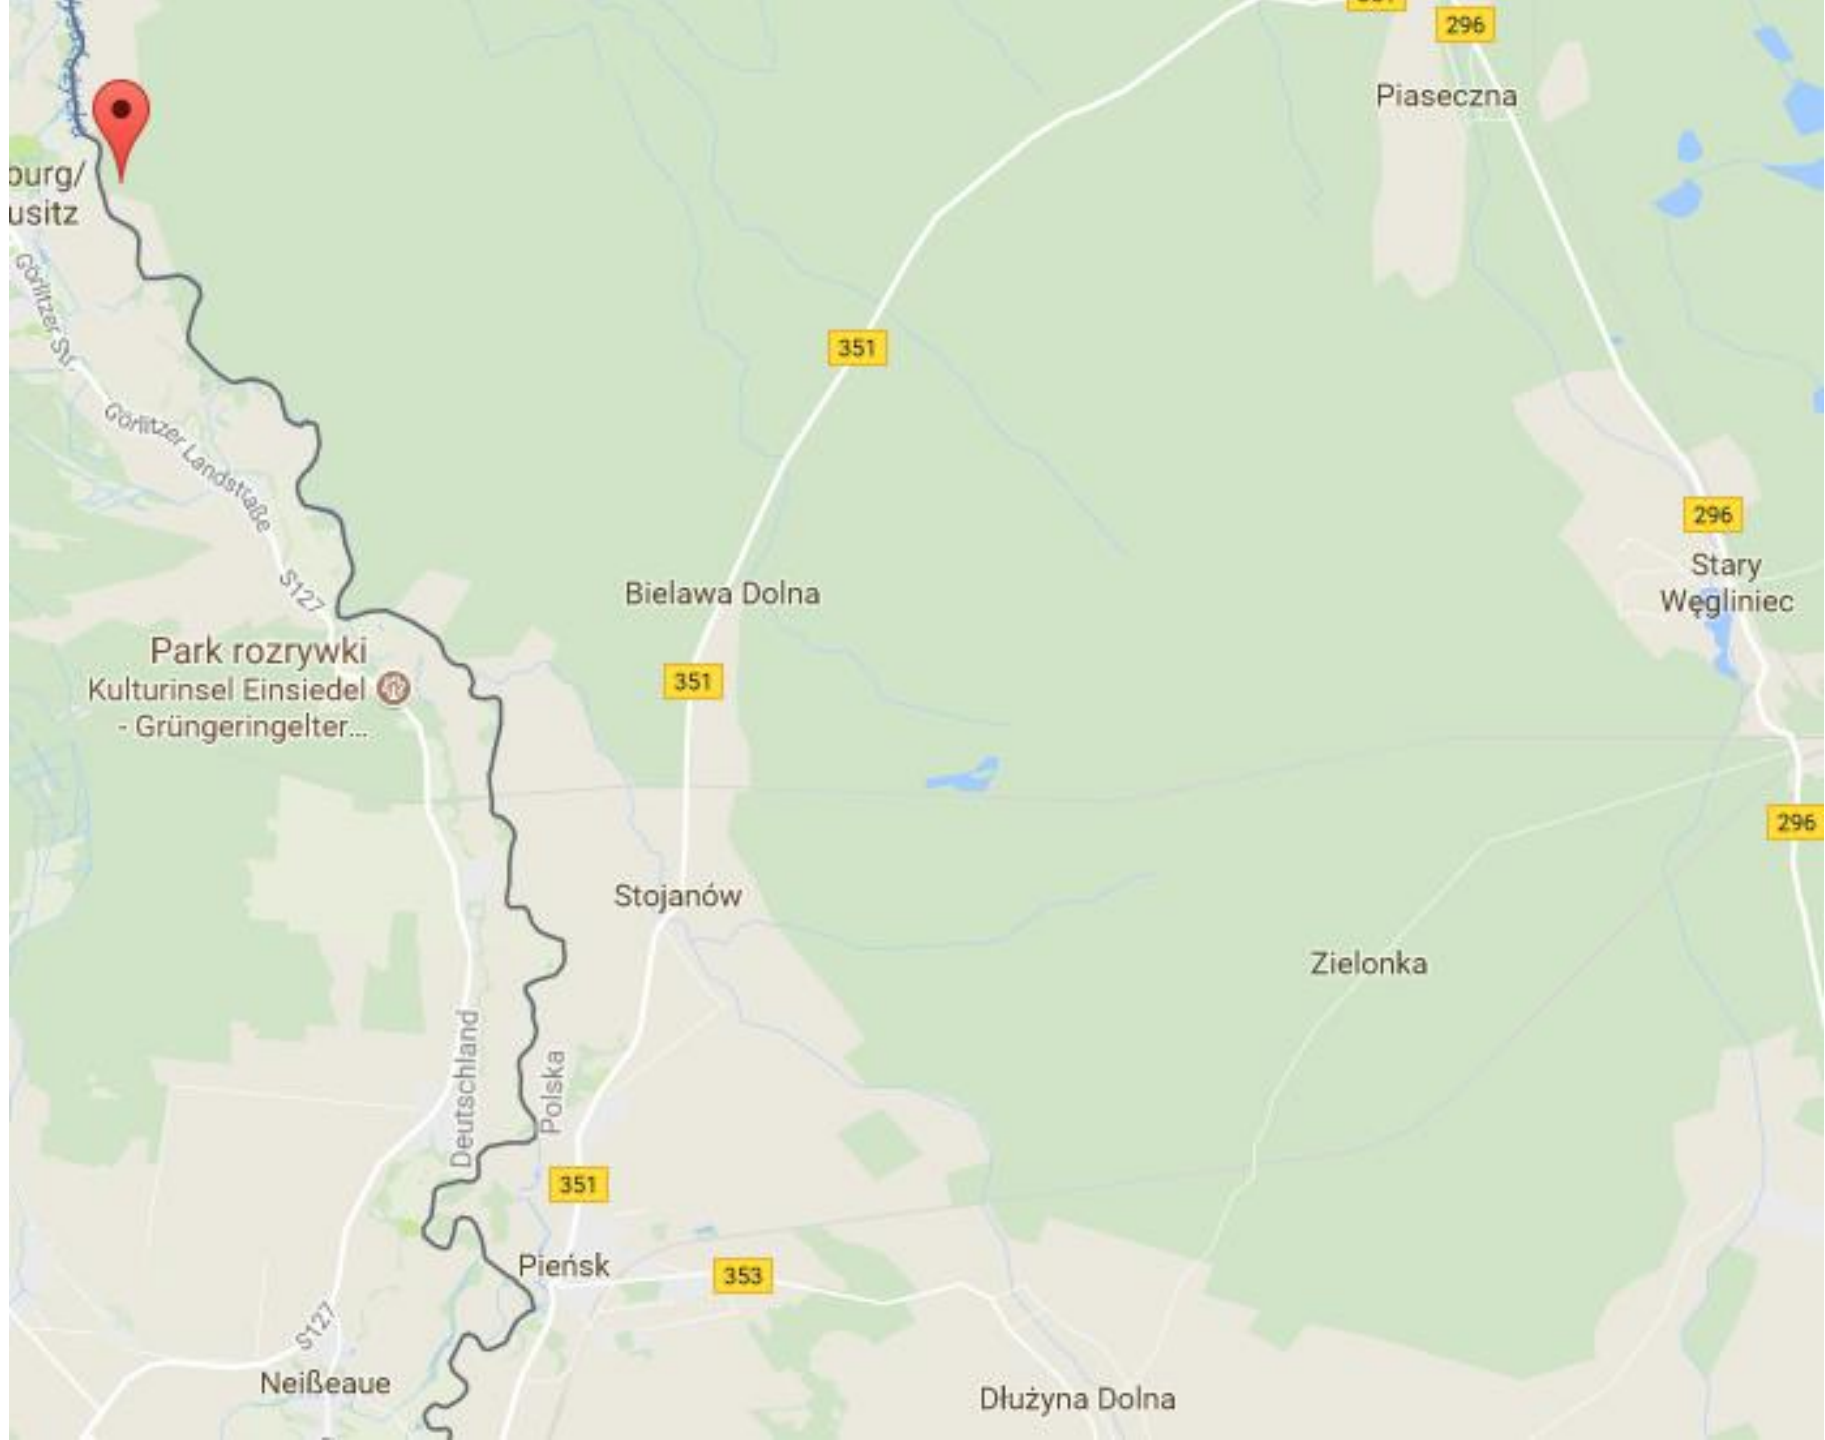 296
Piaseczna
burg/
usitz
Görlitzer Str.
351
Görlitzer Landstraße
296
Stary
Węgliniec
S127
Bielawa Dolna
Park rozrywki
Kulturinsel Einsiedel
- Grüngeringelter...
351
296
Stojanów
Zielonka
Deutschland
Polska
351
Pieńsk
353
S127
Neißeaue
Dłużyna Dolna